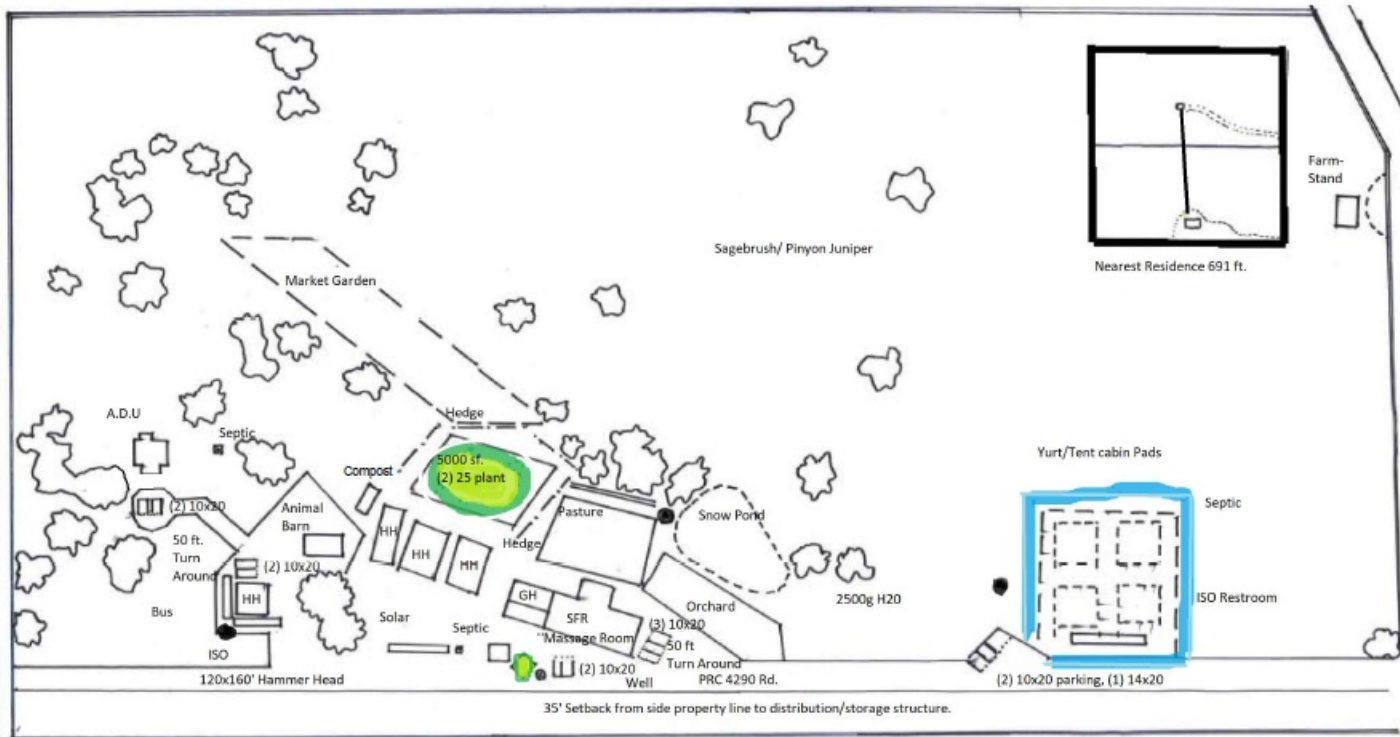 Farm-
Stand
Sagebrush/ Pinyon Juniper
Nearest Residence 691 ft.
Market Garden
A.D.U
Hedge
Septic
Compost
5000 sf.
(2) 25 plant
Yurt/Tent cabin Pads
Septic
(2) 10x20
Animal
Barn
Pasture
Snow Pond
50 ft.
Turn
Around
HH
HH
HH
Hedge
(2) 10x20
HH
Bus
GH
SFR
Orchard
2500g H20
ISO Restroom
Solar
Septic
"Massage Room
(3) 10x20
50 ft
Turn Around
ISO
(2) 10x20
Well
120x160' Hammer Head
PRC 4290 Rd.
(2) 10x20 parking, (1) 14x20
35' Setback from side property line to distribution/storage structure.